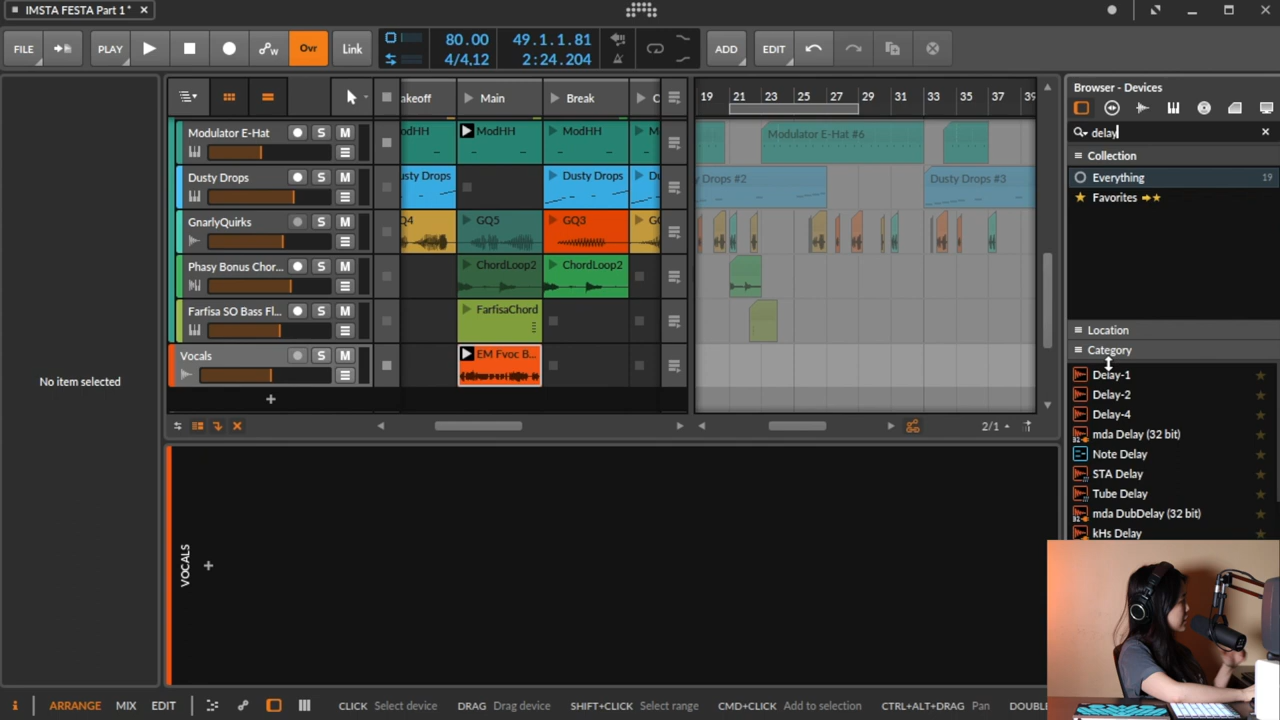 IMSTA FESTA Part 1*
FILE
PLAY
Ovr
Link
80.00
4/4,12
49.1.1.81
2:24.204
ADD
EDIT
akeoff
Main
Break
19 21 23 25 27 29 31 33 35 37 39
Browser - Devices
delay
Collection
Everything 19
Favorites
Location
Category
Delay-1
Delay-2
Delay-4
mda Delay (32 bit)
Note Delay
STA Delay
Tube Delay
mda DubDelay (32 bit)
kHs Delay
Modulator E-Hat
S M
odHH
ModHH
ModHH
Modulator E-Hat #6
Dusty Drops
S M
usty Drops
Dusty Drops
y Drops #2
Dusty Drops #3
GnarlyQuirks
S M
Q4
GQ5
GQ3
Phasy Bonus Chor...
S M
ChordLoop2
ChordLoop2
Farfisa SO Bass Fl...
S M
FarfisaChord
Vocals
S M
EM Fvoc B...
2/1
No item selected
VOCALS
ARRANGE
MIX
EDIT
CLICK Select device
DRAG Drag device
SHIFT+CLICK Select range
CMD+CLICK Add to selection
CTRL+ALT+DRAG Pan
DOUBL